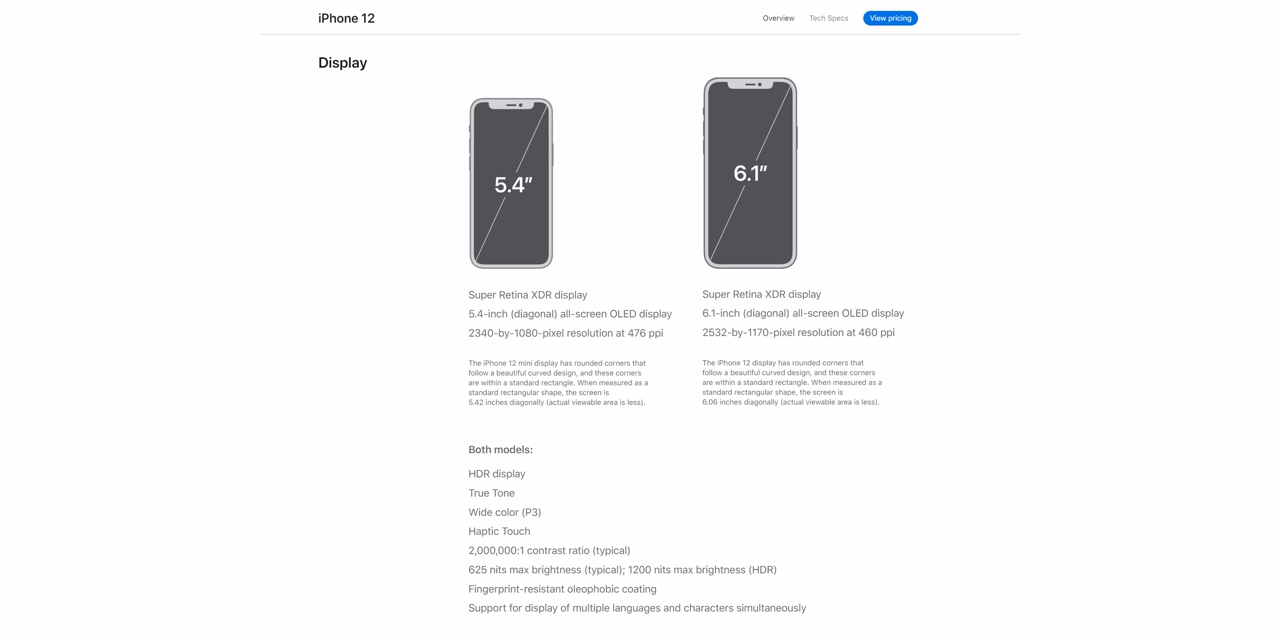 iPhone 12
Overview
Tech Specs
View pricing
Display
5.4″
6.1″
Super Retina XDR display
5.4-inch (diagonal) all-screen OLED display
2340-by-1080-pixel resolution at 476 ppi
The iPhone 12 mini display has rounded corners that
follow a beautiful curved design, and these corners
are within a standard rectangle. When measured as a
standard rectangular shape, the screen is
5.42 inches diagonally (actual viewable area is less).
Super Retina XDR display
6.1-inch (diagonal) all-screen OLED display
2532-by-1170-pixel resolution at 460 ppi
The iPhone 12 display has rounded corners that
follow a beautiful curved design, and these corners
are within a standard rectangle. When measured as a
standard rectangular shape, the screen is
6.06 inches diagonally (actual viewable area is less).
Both models:
HDR display
True Tone
Wide color (P3)
Haptic Touch
2,000,000:1 contrast ratio (typical)
625 nits max brightness (typical); 1200 nits max brightness (HDR)
Fingerprint-resistant oleophobic coating
Support for display of multiple languages and characters simultaneously